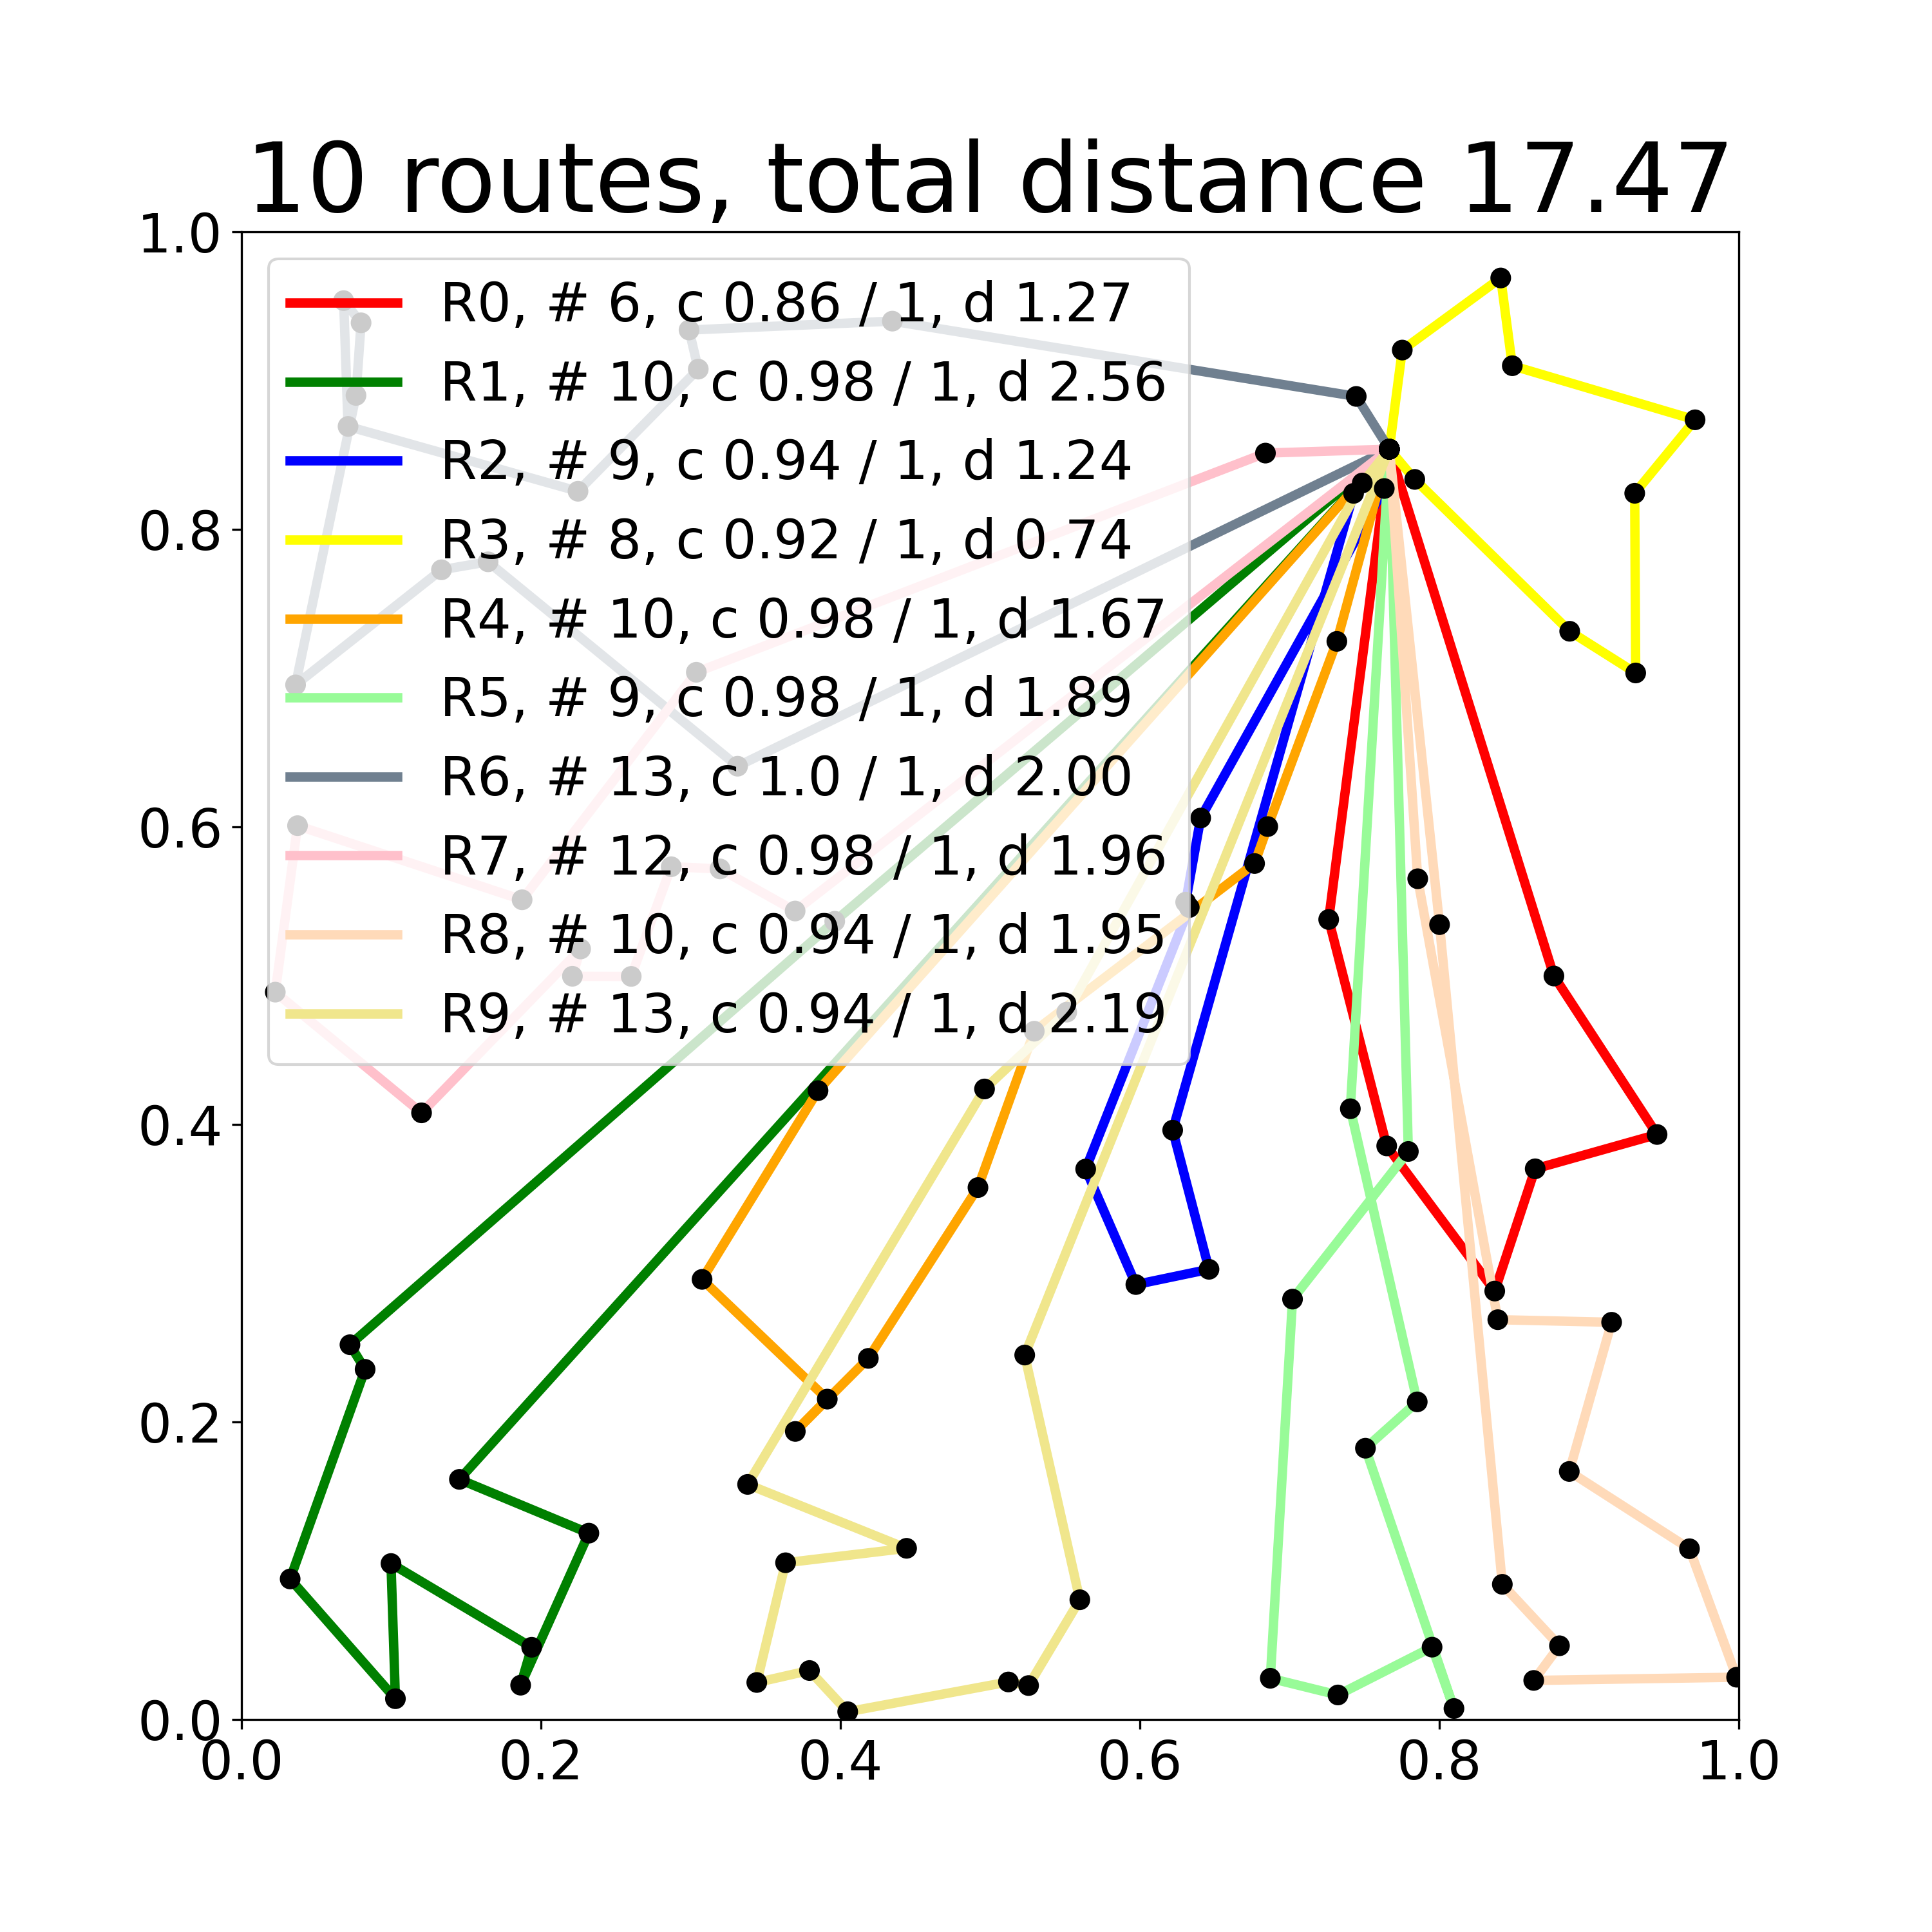 10 routes, total distance 17.47
1.0
0.8
0.6
0.4
0.2
0.0
R0, # 6, c 0.86 / 1, d 1.27
R1, # 10, c 0.98 / 1, d 2.56
R2, # 9, c 0.94 / 1, d 1.24
R3, # 8, c 0.92 / 1, d 0.74
R4, # 10, c 0.98 / 1, d 1.67
R5, # 9, c 0.98 / 1, d 1.89
R6, # 13, c 1.0 / 1, d 2.00
R7, # 12, c 0.98 / 1, d 1.96
R8, # 10, c 0.94 / 1, d 1.95
R9, # 13, c 0.94 / 1, d 2.19
0.0 0.2 0.4 0.6 0.8 1.0